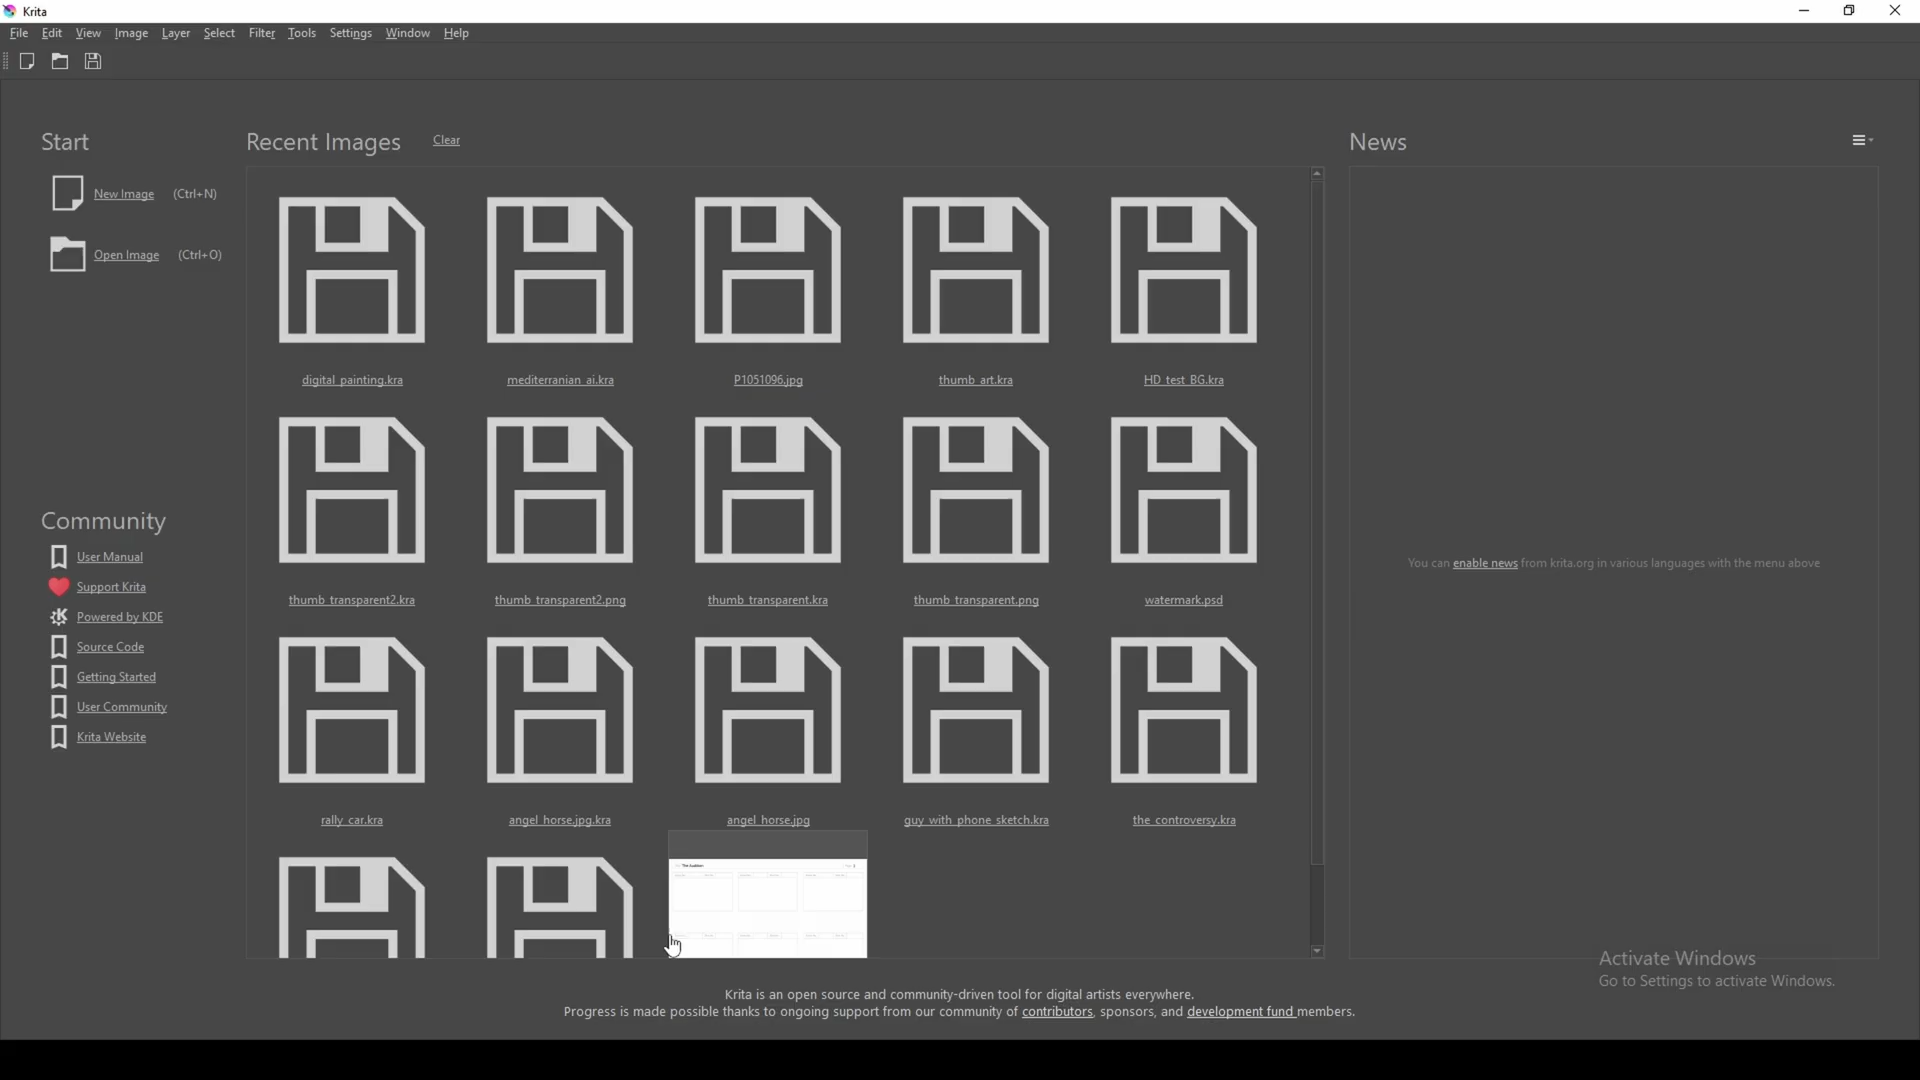 Krita
File Edit View Image Layer Select Filter Tools Settings Window Help
Start
New Image (Ctrl+N)
Open Image (Ctrl+O)
Recent Images Clear
digital painting.kra
mediterranian ai.kra
P1051096.jpg
thumb art.kra
HD test BG.kra
thumb transparent2.kra
thumb transparent2.png
thumb transparent.kra
thumb transparent.png
watermark.psd
rally car.kra
angel horse.jpg.kra
angel horse.jpg
guy with phone sketch.kra
the controversy.kra
The Audition
Community
User Manual
Support Krita
Powered by KDE
Source Code
Getting Started
User Community
Krita Website
News
You can enable news from krita.org in various languages with the menu above
Activate Windows
Go to Settings to activate Windows.
Krita is an open source and community-driven tool for digital artists everywhere.
Progress is made possible thanks to ongoing support from our community of contributors, sponsors, and development fund members.